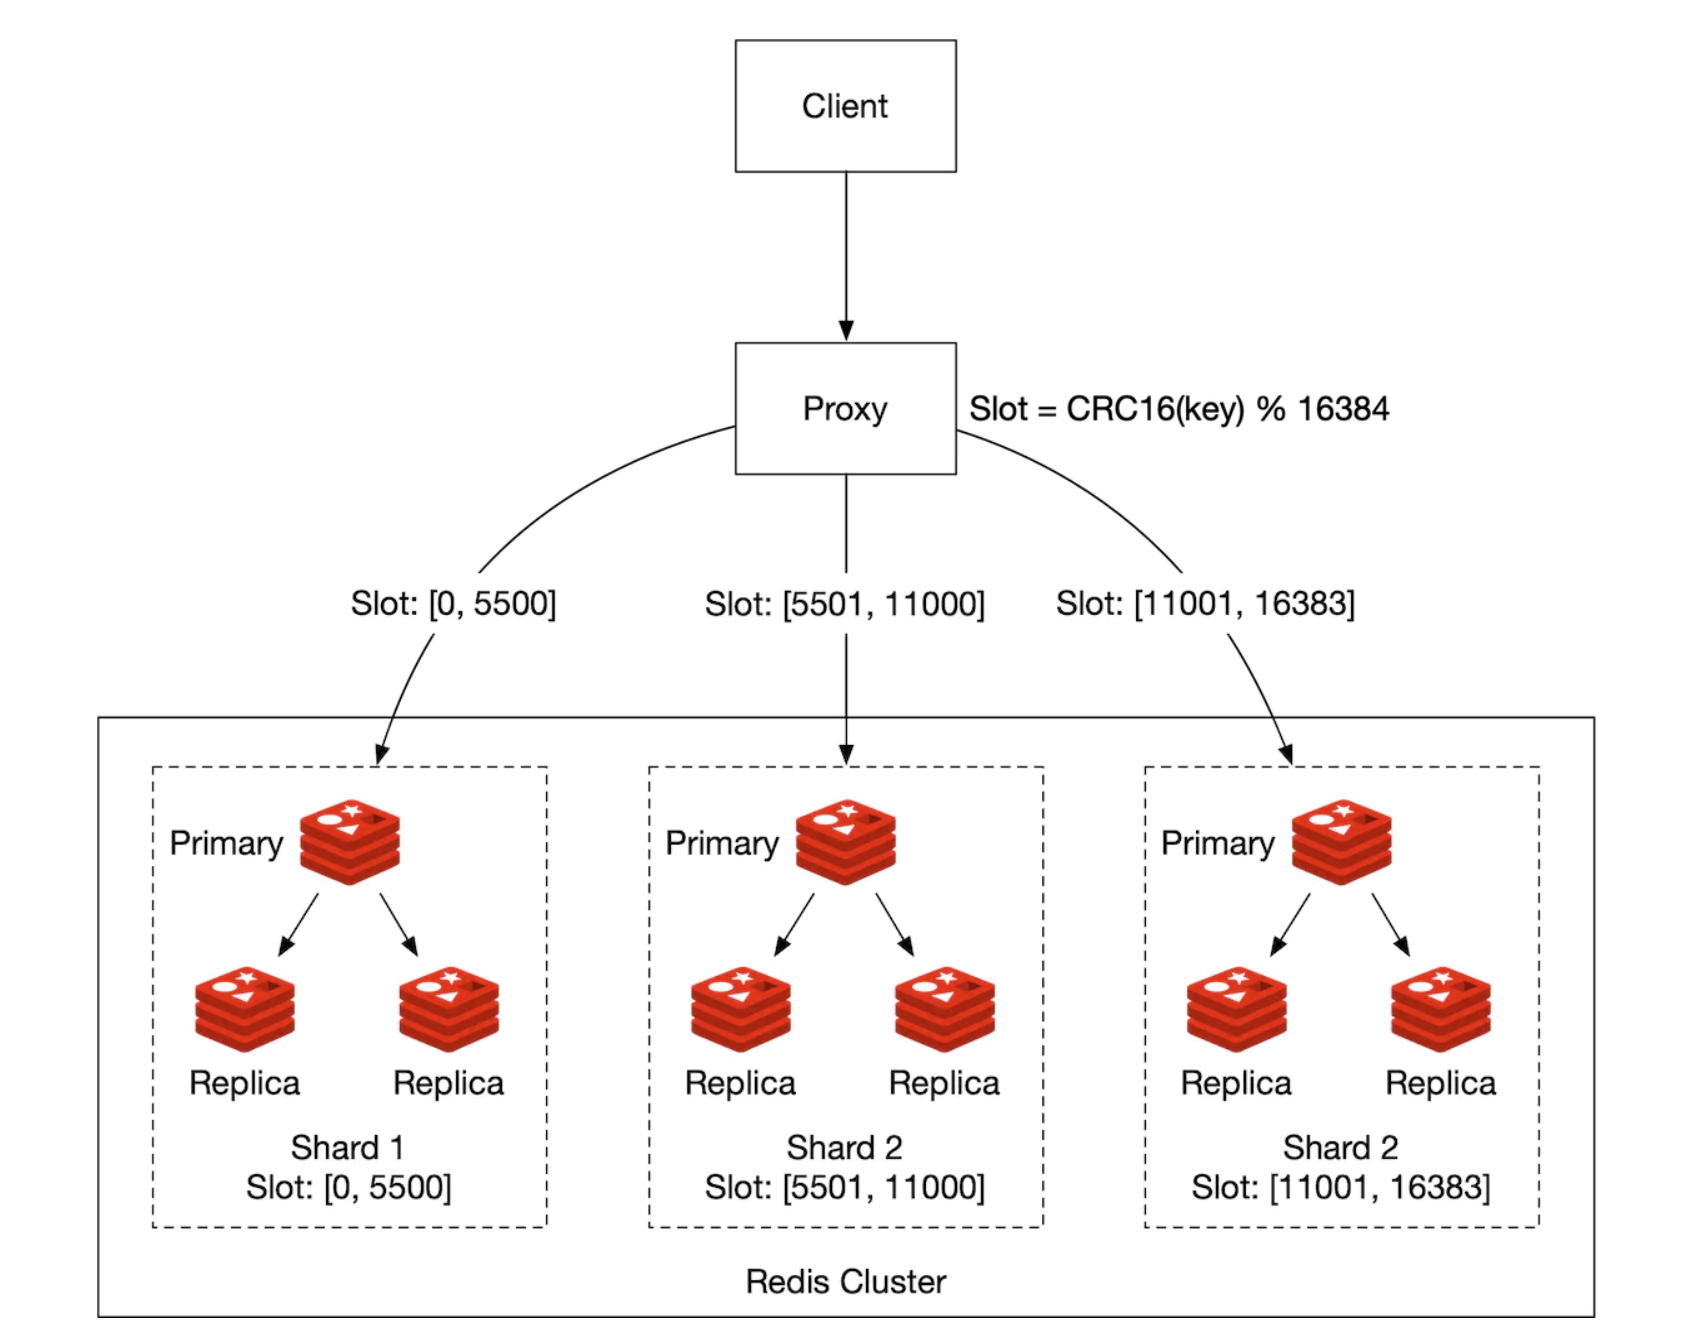 Client
Proxy
Slot = CRC16(key) % 16384
Slot: [0, 5500]
Slot: [5501, 11000]
Slot: [11001, 16383]
Primary
Primary
Primary
Replica
Replica
Replica
Replica
Replica
Replica
Shard 1
Slot: [0, 5500]
Shard 2
Slot: [5501, 11000]
Shard 2
Slot: [11001, 16383]
Redis Cluster